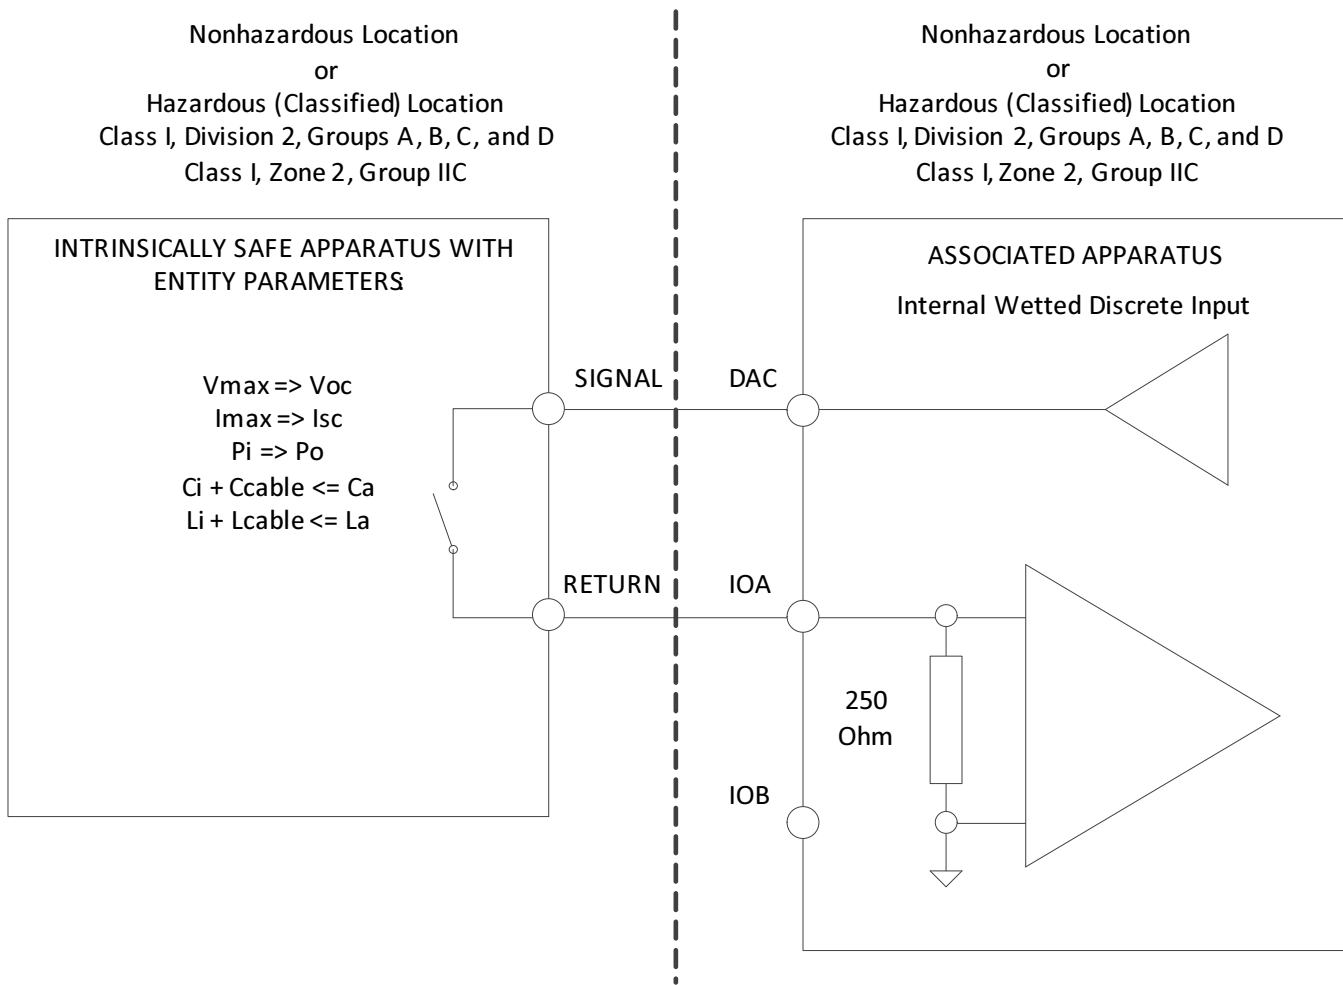 Nonhazardous Location
or
Hazardous (Classified) Location
Class I, Division 2, Groups A, B, C, and D
Class I, Zone 2, Group IIC
Nonhazardous Location
or
Hazardous (Classified) Location
Class I, Division 2, Groups A, B, C, and D
Class I, Zone 2, Group IIC
INTRINSICALLY SAFE APPARATUS WITH
ENTITY PARAMETERS:
Vmax => Voc
Imax => Isc
Pi => Po
Ci + Ccable <= Ca
Li + Lcable <= La
SIGNAL
RETURN
ASSOCIATED APPARATUS
Internal Wetted Discrete Input
DAC
IOA
250
Ohm
IOB